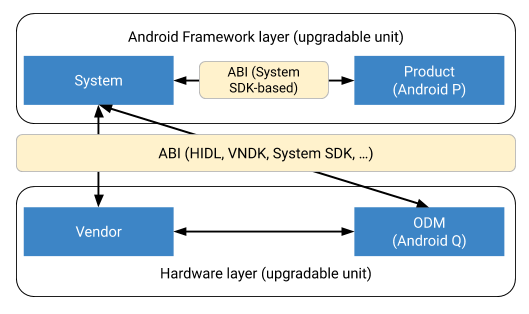 Android Framework layer (upgradable unit)
System
ABI (System
SDK-based)
Product
(Android P)
ABI (HIDL, VNDK, System SDK, ...)
Vendor
ODM
(Android Q)
Hardware layer (upgradable unit)